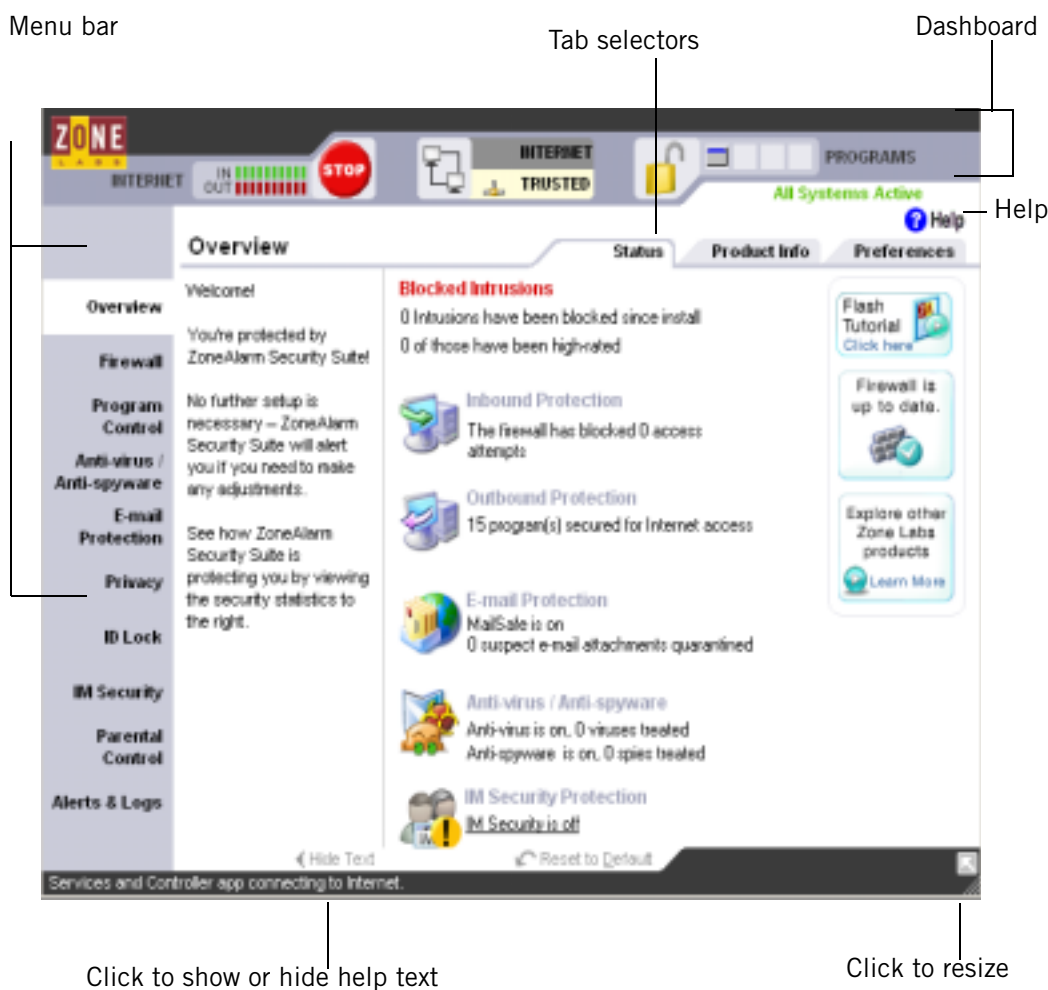 Menu bar
Tab selectors
Dashboard
ZONE
LABS
INTERNET
IN
OUT
STOP
INTERNET
TRUSTED
PROGRAMS
All Systems Active
Help
Help
Overview
Status
Product Info
Preferences
Overview
Firewall
Program
Control
Anti-virus /
Anti-spyware
E-mail
Protection
Privacy
ID Lock
IM Security
Parental
Control
Alerts & Logs
Welcome!
You're protected by
ZoneAlarm Security Suite!
No further setup is
necessary – ZoneAlarm
Security Suite will alert
you if you need to make
any adjustments.
See how ZoneAlarm
Security Suite is
protecting you by viewing
the security statistics to
the right.
Blocked Intrusions
0 Intrusions have been blocked since install
0 of those have been high-rated
Inbound Protection
The firewall has blocked 0 access
attempts
Outbound Protection
15 program(s) secured for Internet access
E-mail Protection
MailSafe is on
0 suspect e-mail attachments quarantined
Anti-virus / Anti-spyware
Anti-virus is on, 0 viruses treated
Anti-spyware is on, 0 spies treated
IM Security Protection
IM Security is off
Flash
Tutorial
Click here
Firewall is
up to date.
Explore other
Zone Labs
products
Learn More
Hide Text
Reset to Default
Services and Controller app connecting to Internet.
Click to show or hide help text
Click to resize